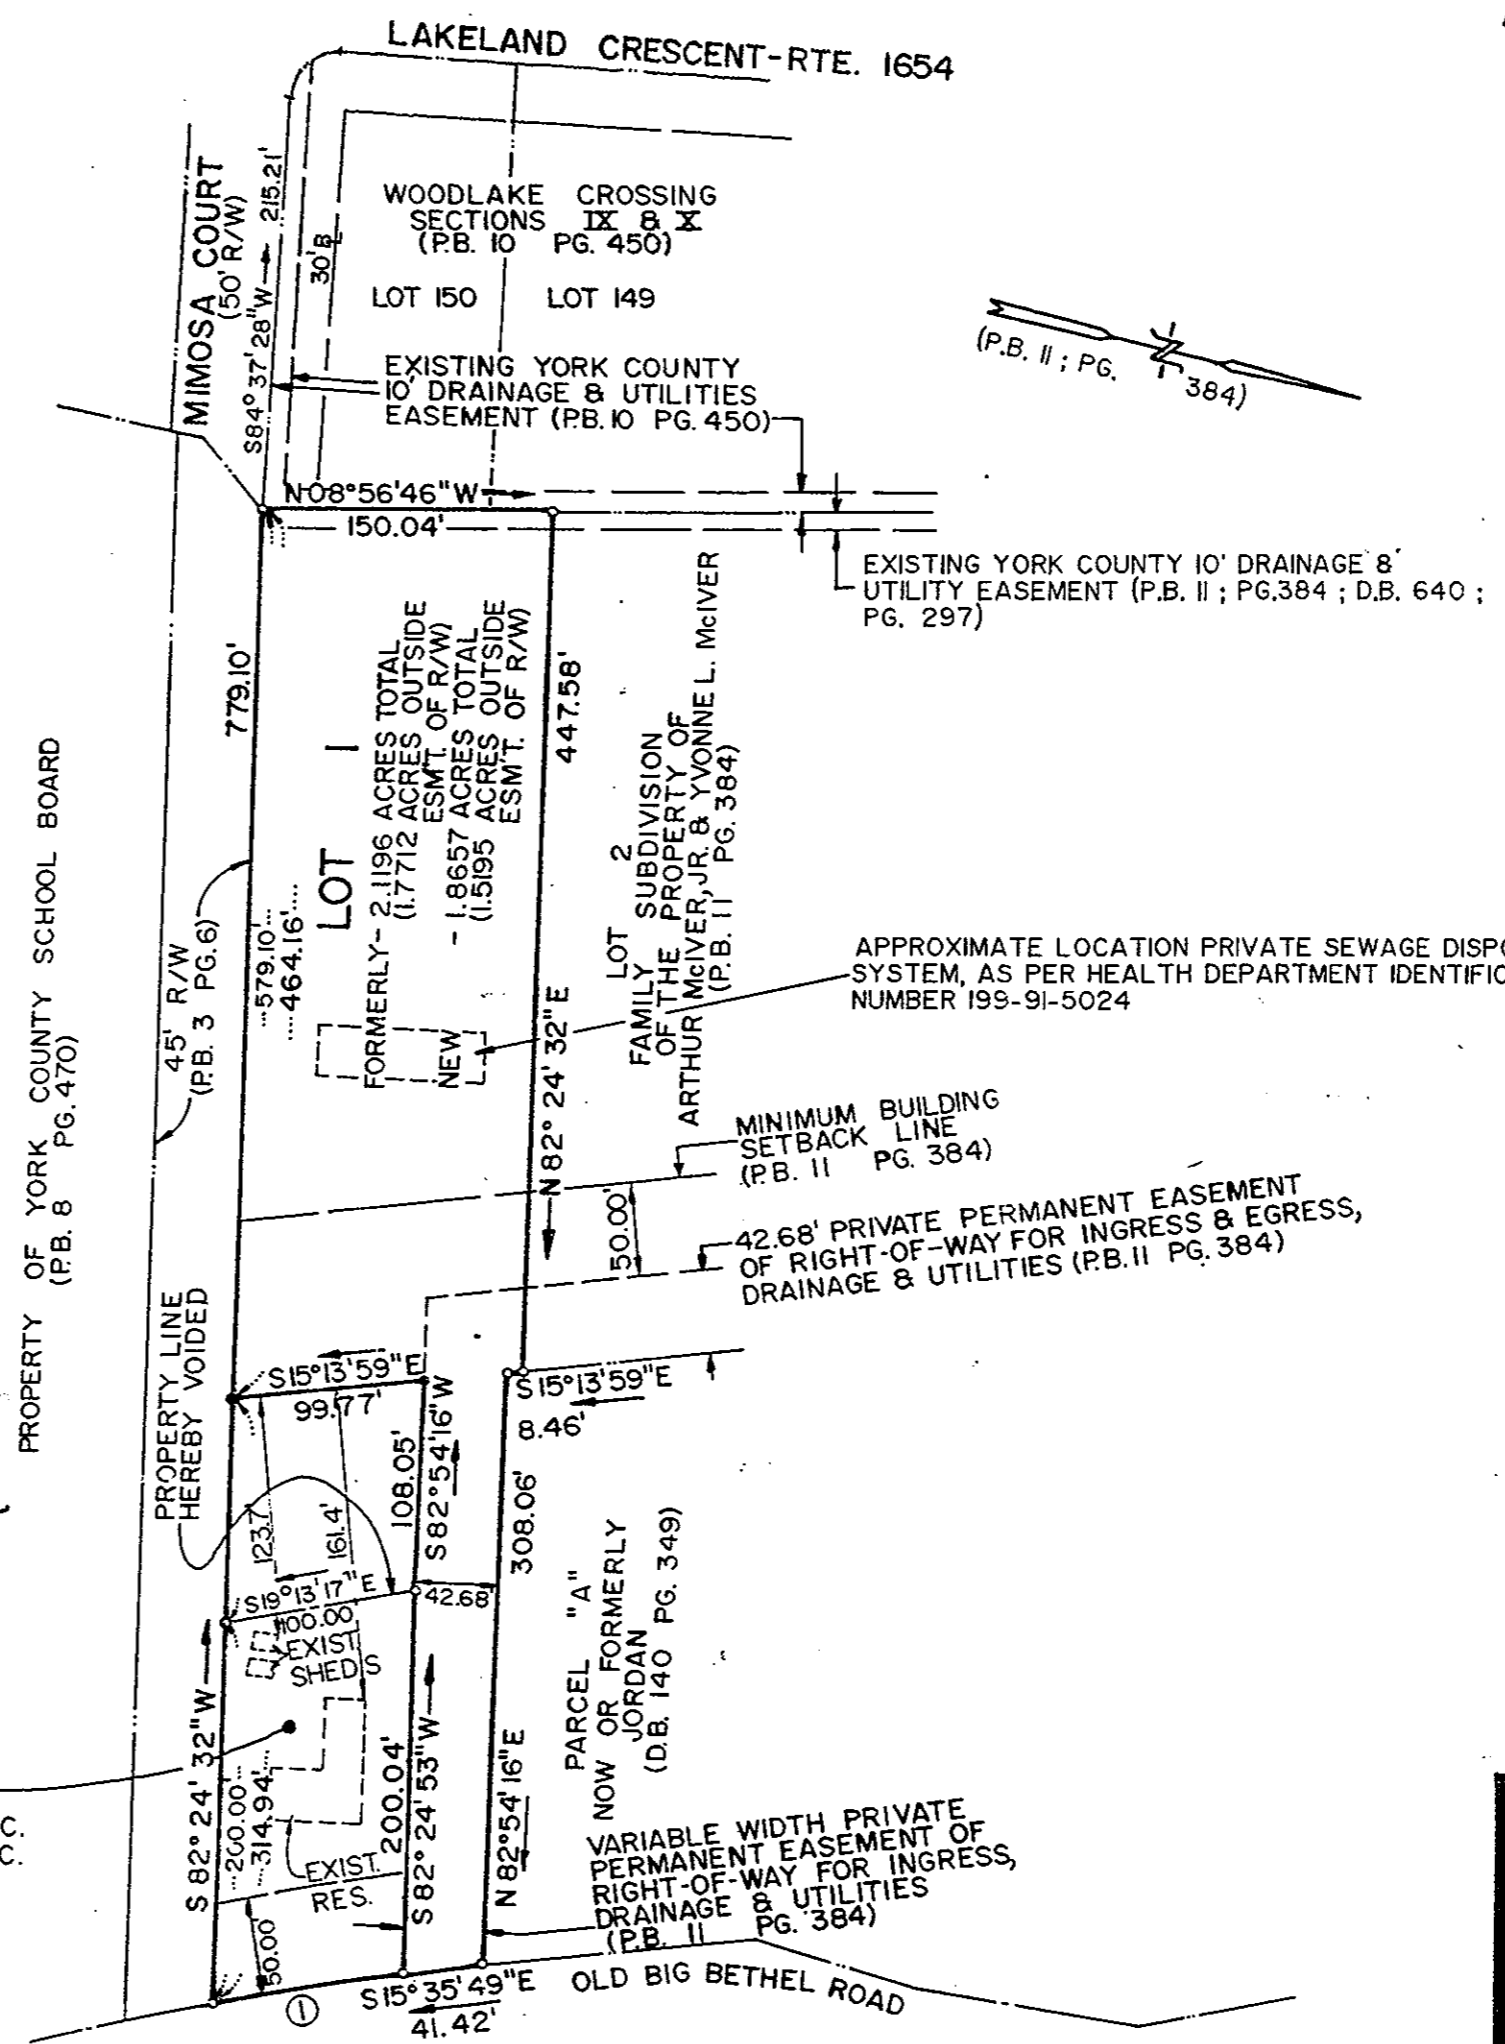 LAKELAND CRESCENT-RTE. 1654
MIMOSA COURT
(50' R/W)
S84°37'28"W 215.21'
30' B
L
WOODLAKE CROSSING
SECTIONS IX & X
(P.B. 10 PG. 450)
LOT 150 LOT 149
EXISTING YORK COUNTY
10' DRAINAGE & UTILITIES
EASEMENT (P.B. 10 PG. 450)
(P.B. 11 ; PG. 384)
N 08°56'46" W
150.04'
EXISTING YORK COUNTY 10' DRAINAGE &
UTILITY EASEMENT (P.B. 11 ; PG. 384 ; D.B. 640 ;
PG. 297)
779.10'
LOT 1
FORMERLY - 2.1196 ACRES TOTAL
(1.7712 ACRES OUTSIDE
ESM'T. OF R/W)
NEW - 1.8657 ACRES TOTAL
(1.5195 ACRES OUTSIDE
ESM'T. OF R/W)
447.58'
N 82° 24' 32" E
LOT 2
FAMILY SUBDIVISION
OF THE PROPERTY OF
ARTHUR McIVER, JR. & YVONNE L. McIVER
(P.B. 11 PG. 384)
PROPERTY OF YORK COUNTY SCHOOL BOARD
(P.B. 8 PG. 470)
45' R/W
(P.B. 3 PG. 6)
...579.10'...
....464.16'....
APPROXIMATE LOCATION PRIVATE SEWAGE DISPO
SYSTEM, AS PER HEALTH DEPARTMENT IDENTIFIC
NUMBER 199-91-5024
MINIMUM BUILDING
SETBACK LINE
(P.B. 11 PG. 384)
50.00'
42.68' PRIVATE PERMANENT EASEMENT
OF RIGHT-OF-WAY FOR INGRESS & EGRESS,
DRAINAGE & UTILITIES (P.B. 11 PG. 384)
PROPERTY LINE
HEREBY VOIDED
S15°13'59"E
99.77'
S15°13'59"E
8.46'
108.05'
S82°54'16"W
308.06'
123.7'
161.4'
S19°13'17"E
100.00'
42.68'
EXIST.
SHEDS
PARCEL "A"
NOW OR FORMERLY
JORDAN
(D.B. 140 PG. 349)
S 82° 24' 32" W
...200.00'...
...314.94'...
200.04'
S 82° 24' 53" W
N 82°54'16"E
C.
C.
EXIST.
RES.
50.00'
VARIABLE WIDTH PRIVATE
PERMANENT EASEMENT OF
RIGHT-OF-WAY FOR INGRESS,
DRAINAGE & UTILITIES
(P.B. 11 PG. 384)
1
S15°35'49"E
41.42'
OLD BIG BETHEL ROAD